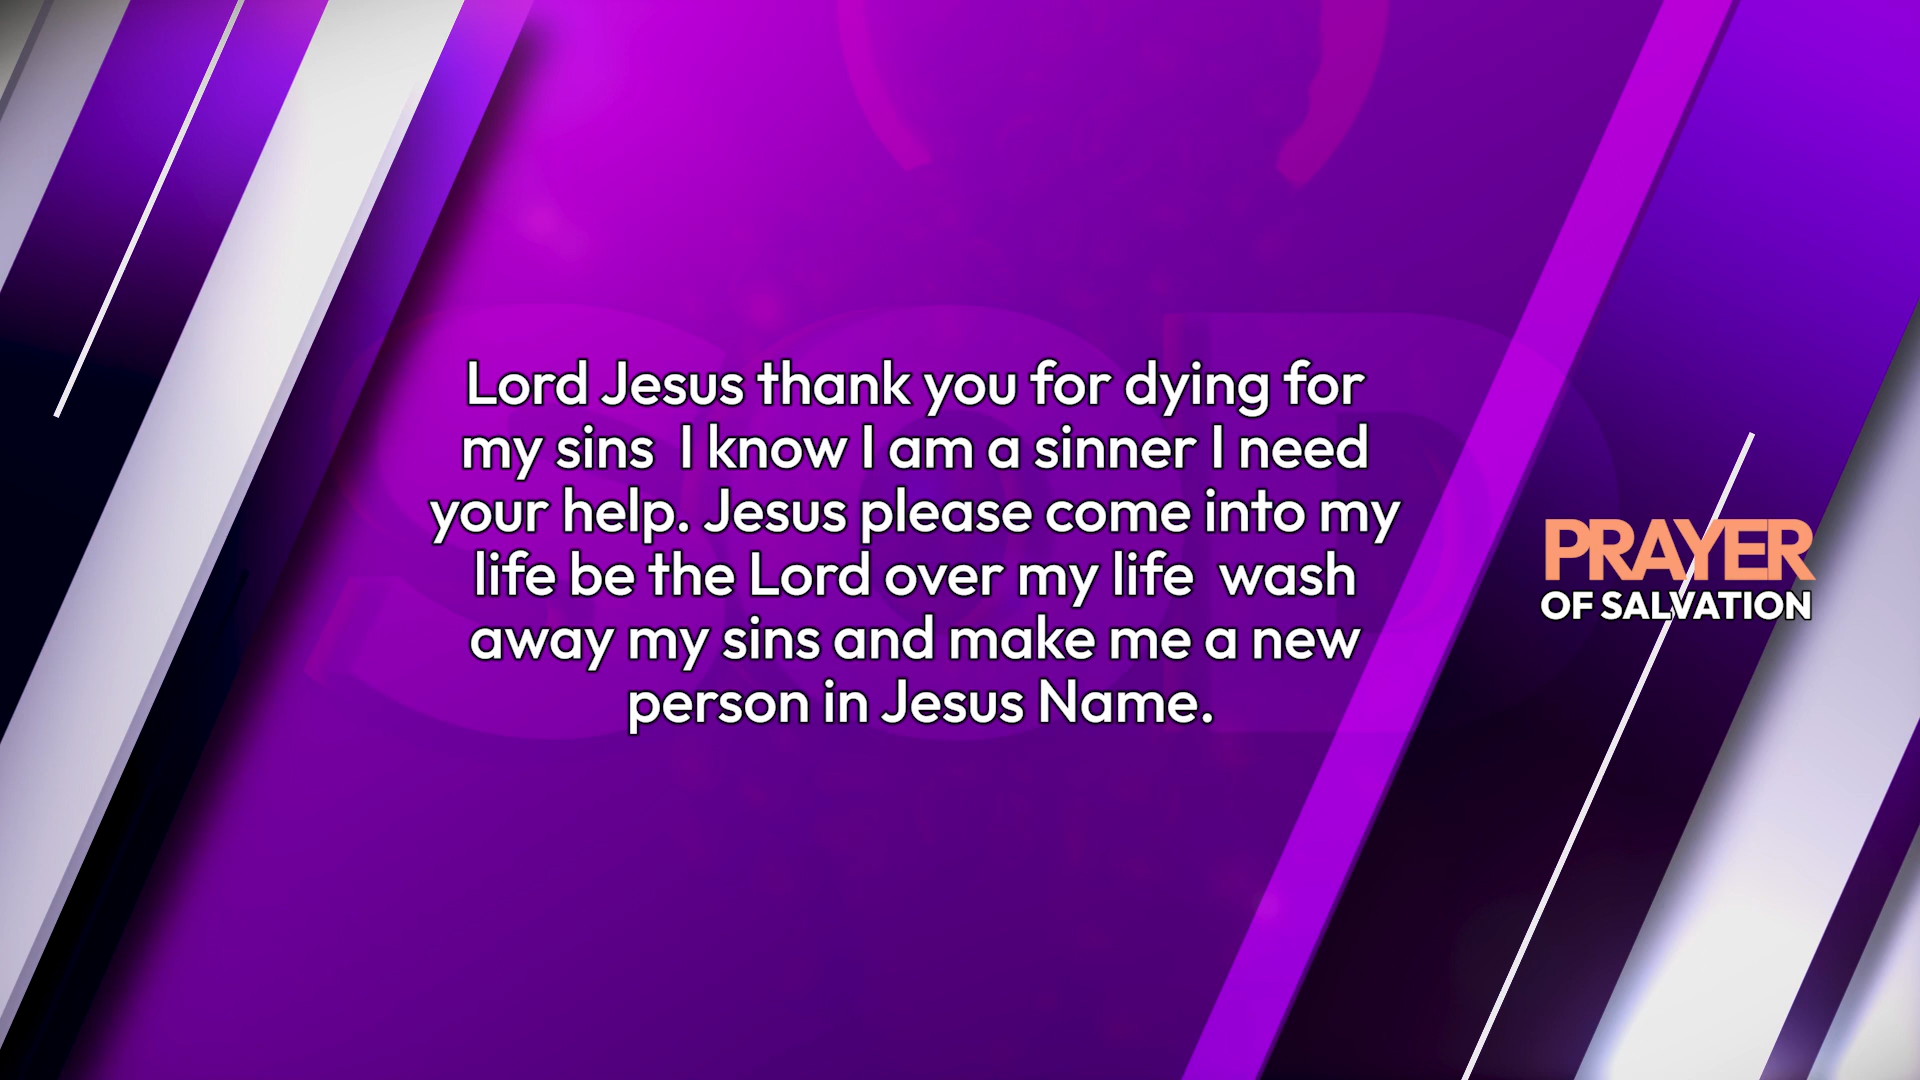 Lord Jesus thank you for dying for
my sins  I know I am a sinner I need
your help. Jesus please come into my
life be the Lord over my life  wash
away my sins and make me a new
person in Jesus Name.
PRAYER
OF SALVATION
SOD